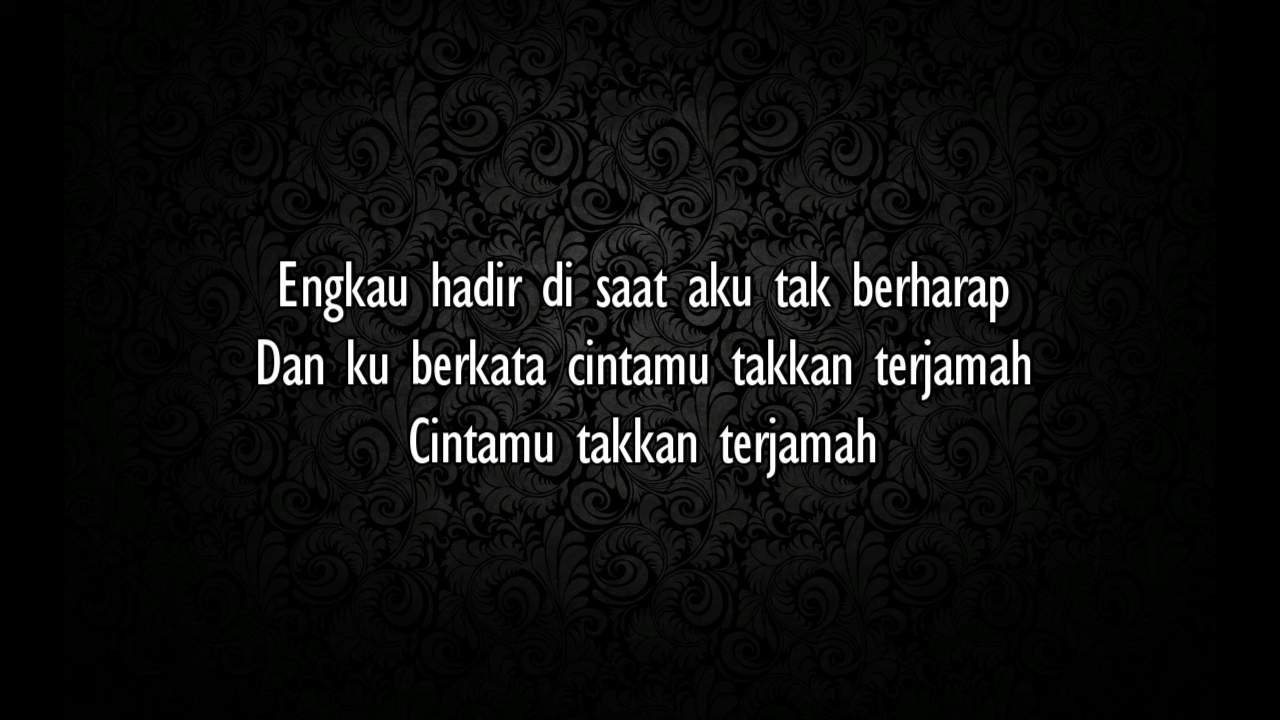 Engkau hadir di saat aku tak berharap
Dan ku berkata cintamu takkan terjamah
Cintamu takkan terjamah